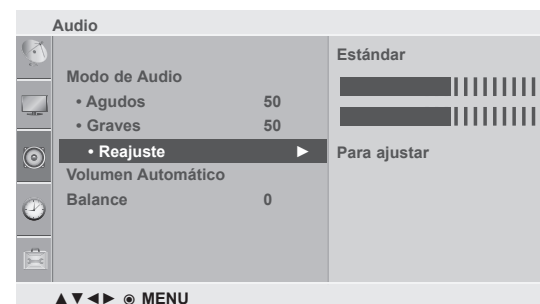 Audio
Estándar
Modo de Audio
• Agudos 50
• Graves 50
• Reajuste ► Para ajustar
Volumen Automático
Balance 0
▲▼◄► ◉ MENU